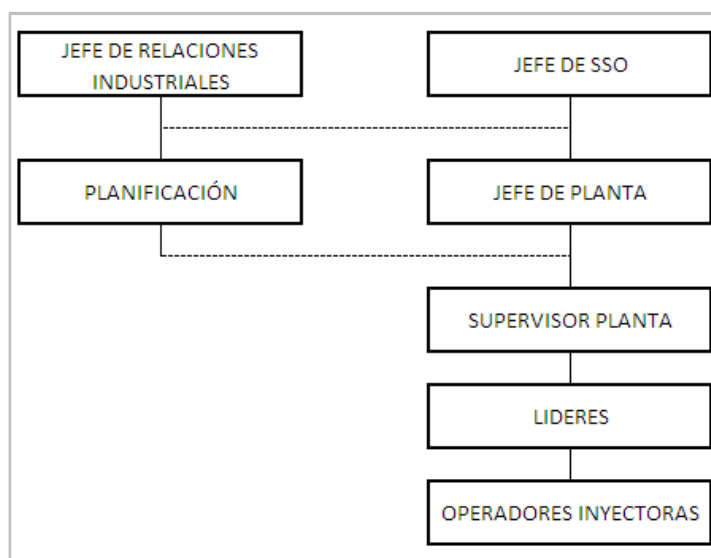 JEFE DE RELACIONES
INDUSTRIALES
JEFE DE SSO
PLANIFICACIÓN
JEFE DE PLANTA
SUPERVISOR PLANTA
LIDERES
OPERADORES INYECTORAS